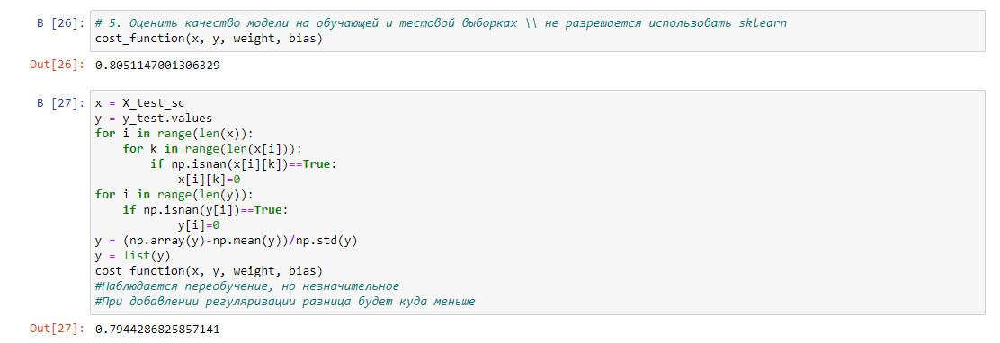 В [26]: # 5. Оценить качество модели на обучающей и тестовой выборках \\ не разрешается использовать sklearn
cost_function(x, y, weight, bias)
Out[26]: 0.8051147001306329
В [27]: x = X_test_sc
y = y_test.values
for i in range(len(x)):
    for k in range(len(x[i])):
        if np.isnan(x[i][k])==True:
            x[i][k]=0
for i in range(len(y)):
    if np.isnan(y[i])==True:
            y[i]=0
y = (np.array(y)-np.mean(y))/np.std(y)
y = list(y)
cost_function(x, y, weight, bias)
#Наблюдается переобучение, но незначительное
#При добавлении регуляризации разница будет куда меньше
Out[27]: 0.7944286825857141